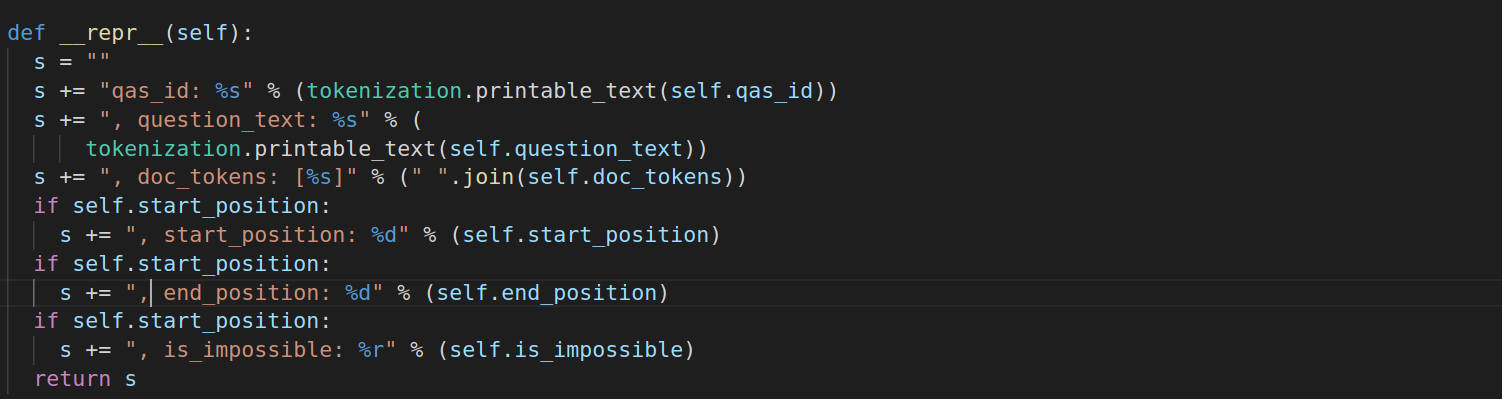 def __repr__(self):
  s = ""
  s += "qas_id: %s" % (tokenization.printable_text(self.qas_id))
  s += ", question_text: %s" % (
      tokenization.printable_text(self.question_text))
  s += ", doc_tokens: [%s]" % (" ".join(self.doc_tokens))
  if self.start_position:
    s += ", start_position: %d" % (self.start_position)
  if self.start_position:
    s += ", end_position: %d" % (self.end_position)
  if self.start_position:
    s += ", is_impossible: %r" % (self.is_impossible)
  return s